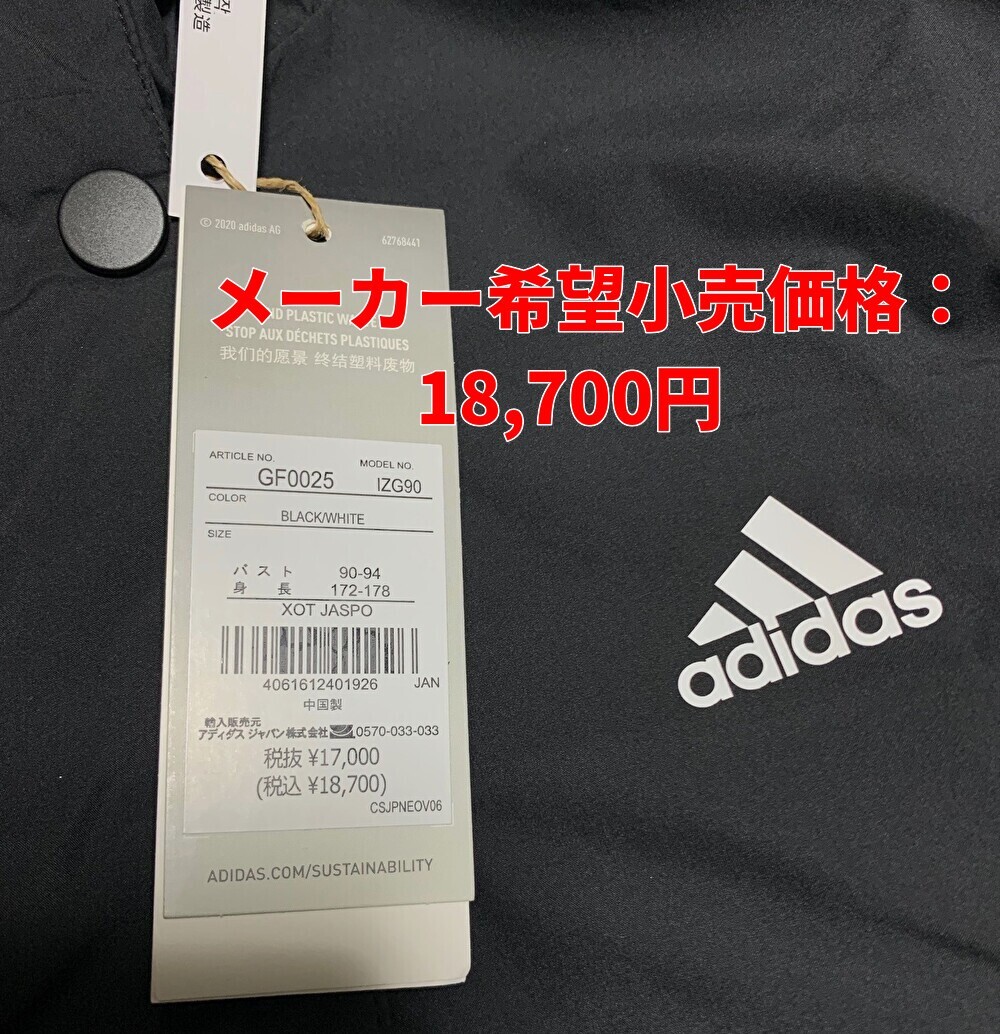 製造
© 2020 adidas AG
62768441
メーカー希望小売価格：
18,700円
STOP AUX DÉCHETS PLASTIQUES
我们的愿景 终结塑料废物
ARTICLE NO.
GF0025
MODEL NO.
IZG90
COLOR
BLACK/WHITE
SIZE
バスト 90-94
身長 172-178
XOT JASPO
4061612401926 JAN
中国製
輸入販売元
アディダス ジャパン株式会社 0570-033-033
税抜 ¥17,000
(税込 ¥18,700)
CSJPNEOV06
ADIDAS.COM/SUSTAINABILITY
adidas